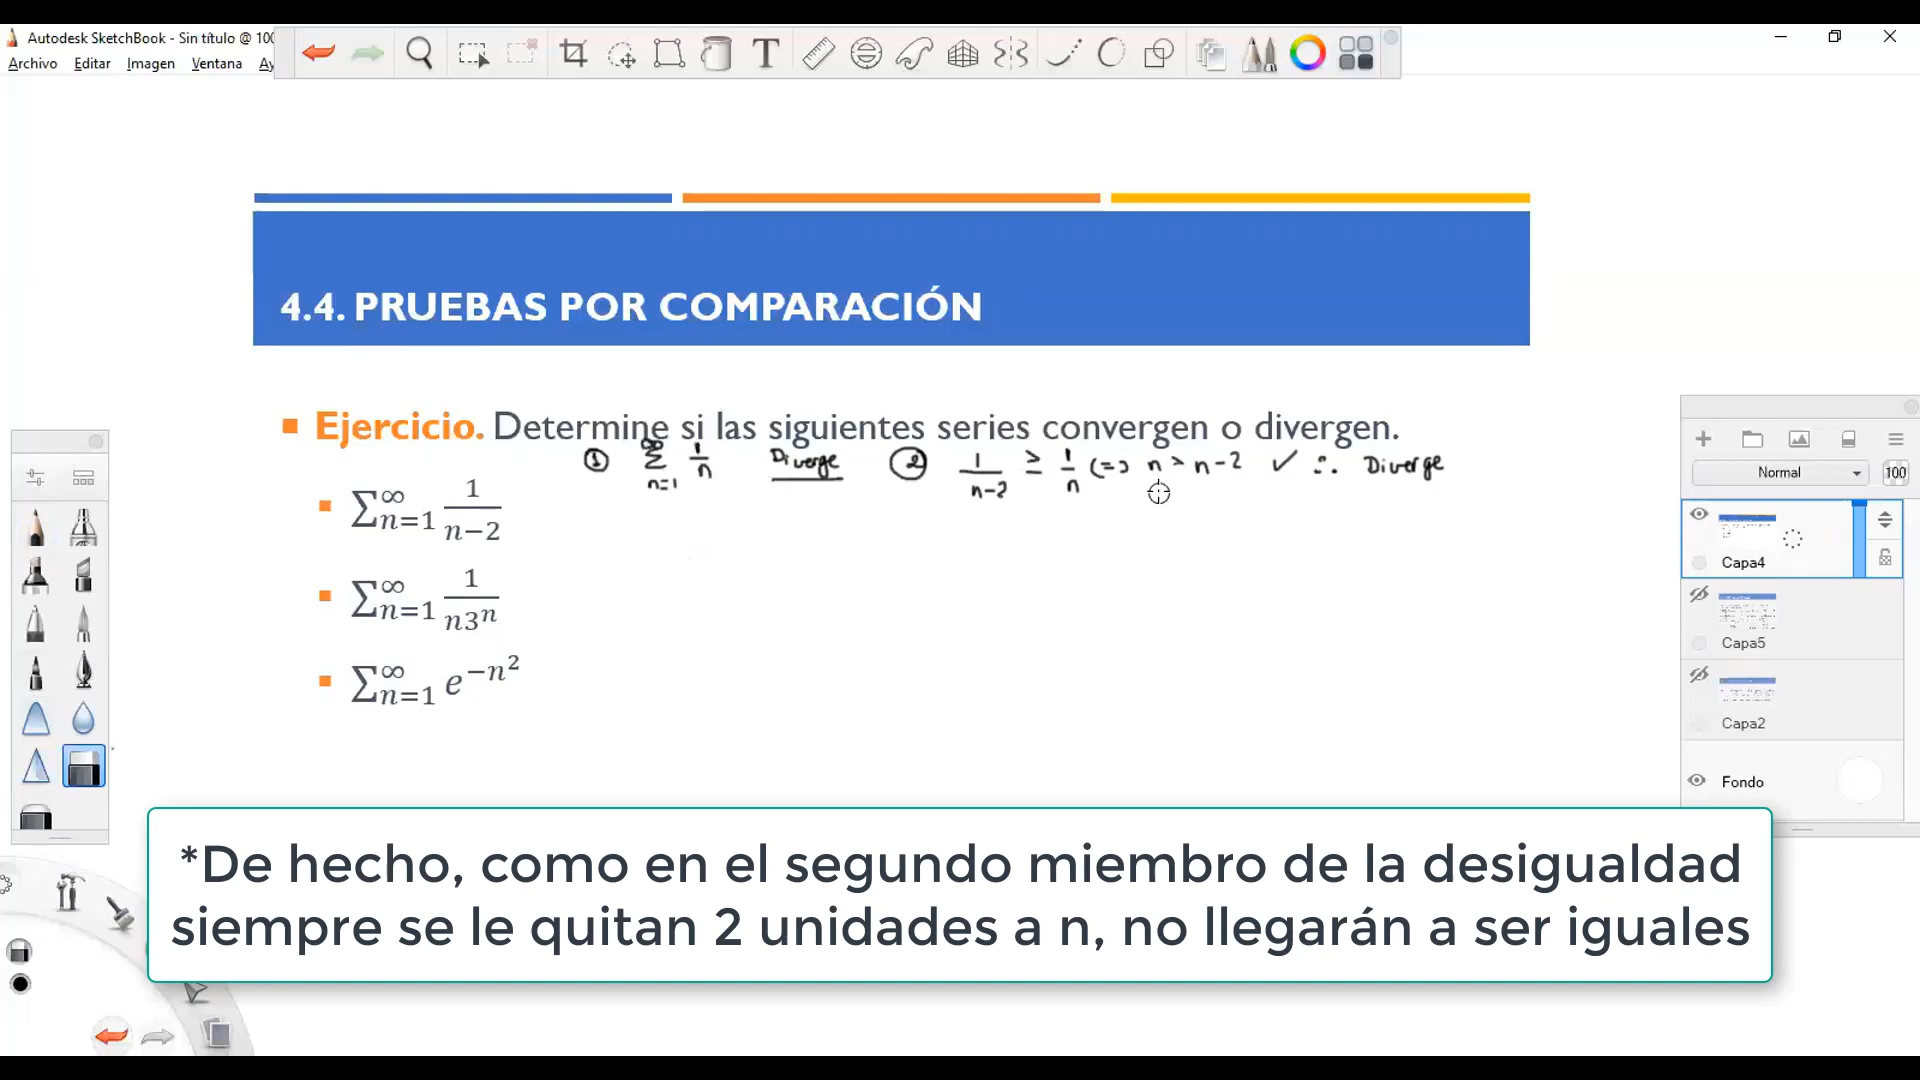 Autodesk SketchBook - Sin título @ 100
Archivo Editar Imagen Ventana Ay
4.4. PRUEBAS POR COMPARACIÓN
Ejercicio. Determine si las siguientes series convergen o divergen.
① ∑_{n=1}^{∞} 1/n Diverge ② 1/(n-2) ≥ 1/n (=> n > n-2 ✓ ∴ Diverge
∑_{n=1}^{∞} 1/(n−2)
∑_{n=1}^{∞} 1/(n3^n)
∑_{n=1}^{∞} e^{−n^2}
Normal 100
Capa4
Capa5
Capa2
Fondo
*De hecho, como en el segundo miembro de la desigualdad
siempre se le quitan 2 unidades a n, no llegarán a ser iguales